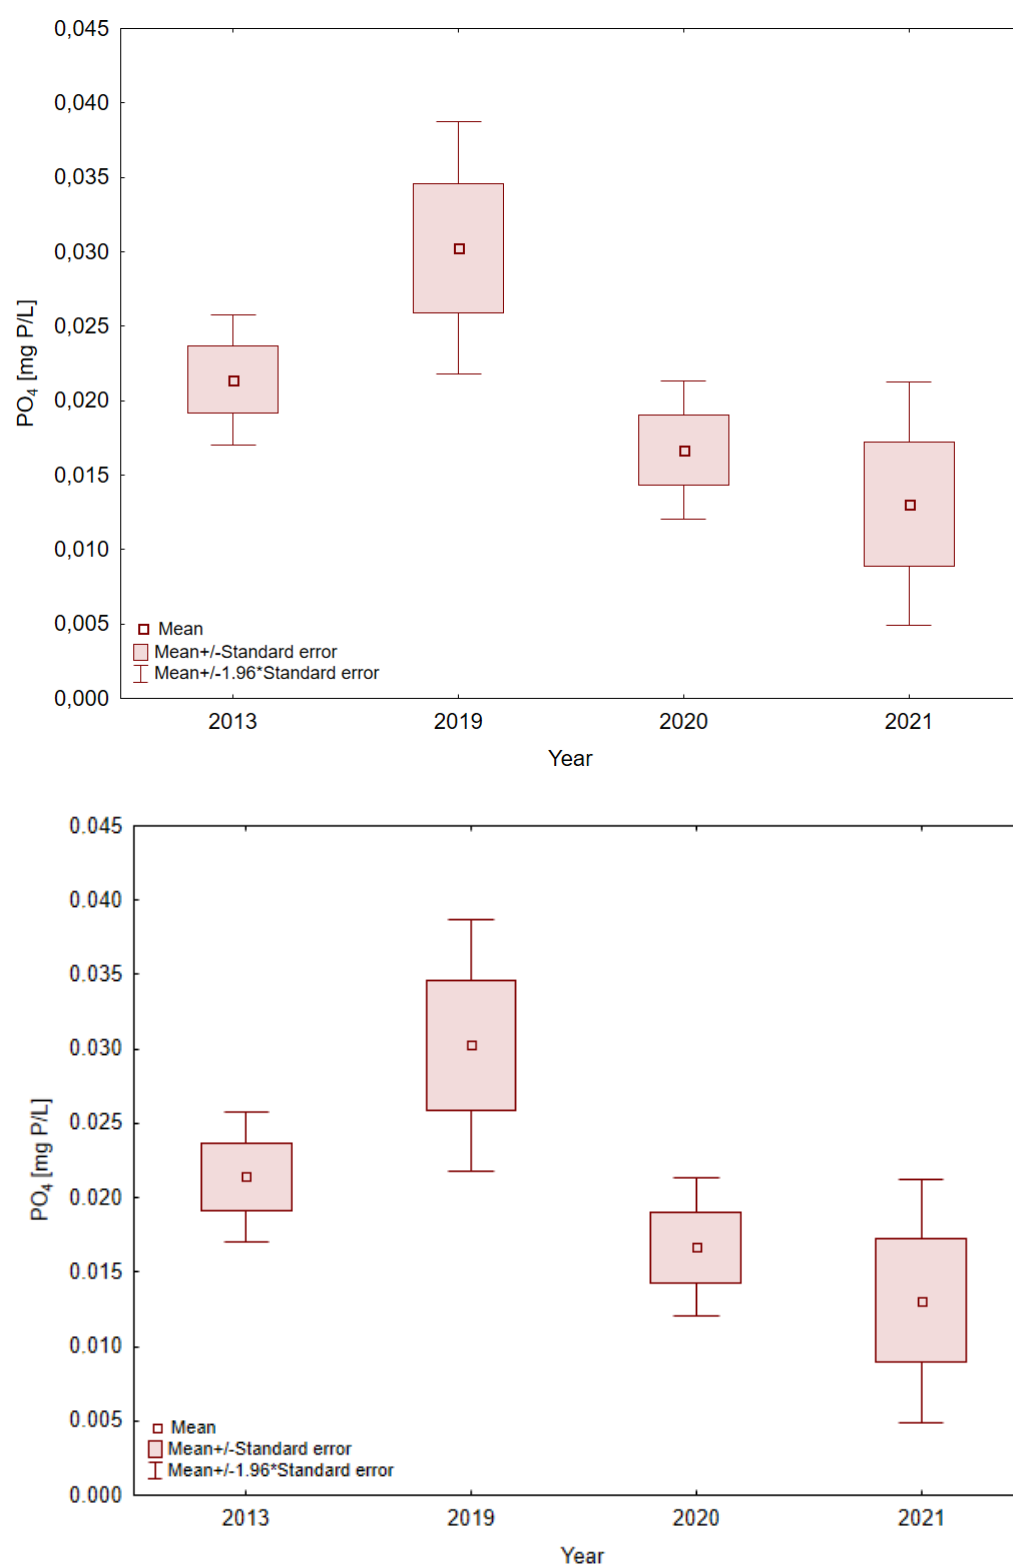 0,045
0,040
0,035
0,030
0,025
0,020
0,015
0,010
0,005
0,000
PO₄ [mg P/L]
Mean
Mean+/-Standard error
Mean+/-1.96*Standard error
2013 2019 2020 2021
Year
0.045
0.040
0.035
0.030
0.025
0.020
0.015
0.010
0.005
0.000
PO₄ [mg P/L]
Mean
Mean+/-Standard error
Mean+/-1.96*Standard error
2013 2019 2020 2021
Year